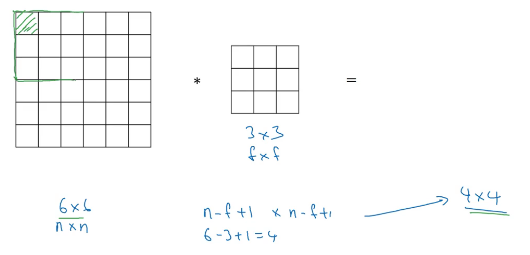 * =
3 × 3
f × f
6 × 6
n × n
n-f+1 × n-f+1
6-3+1=4
4 × 4